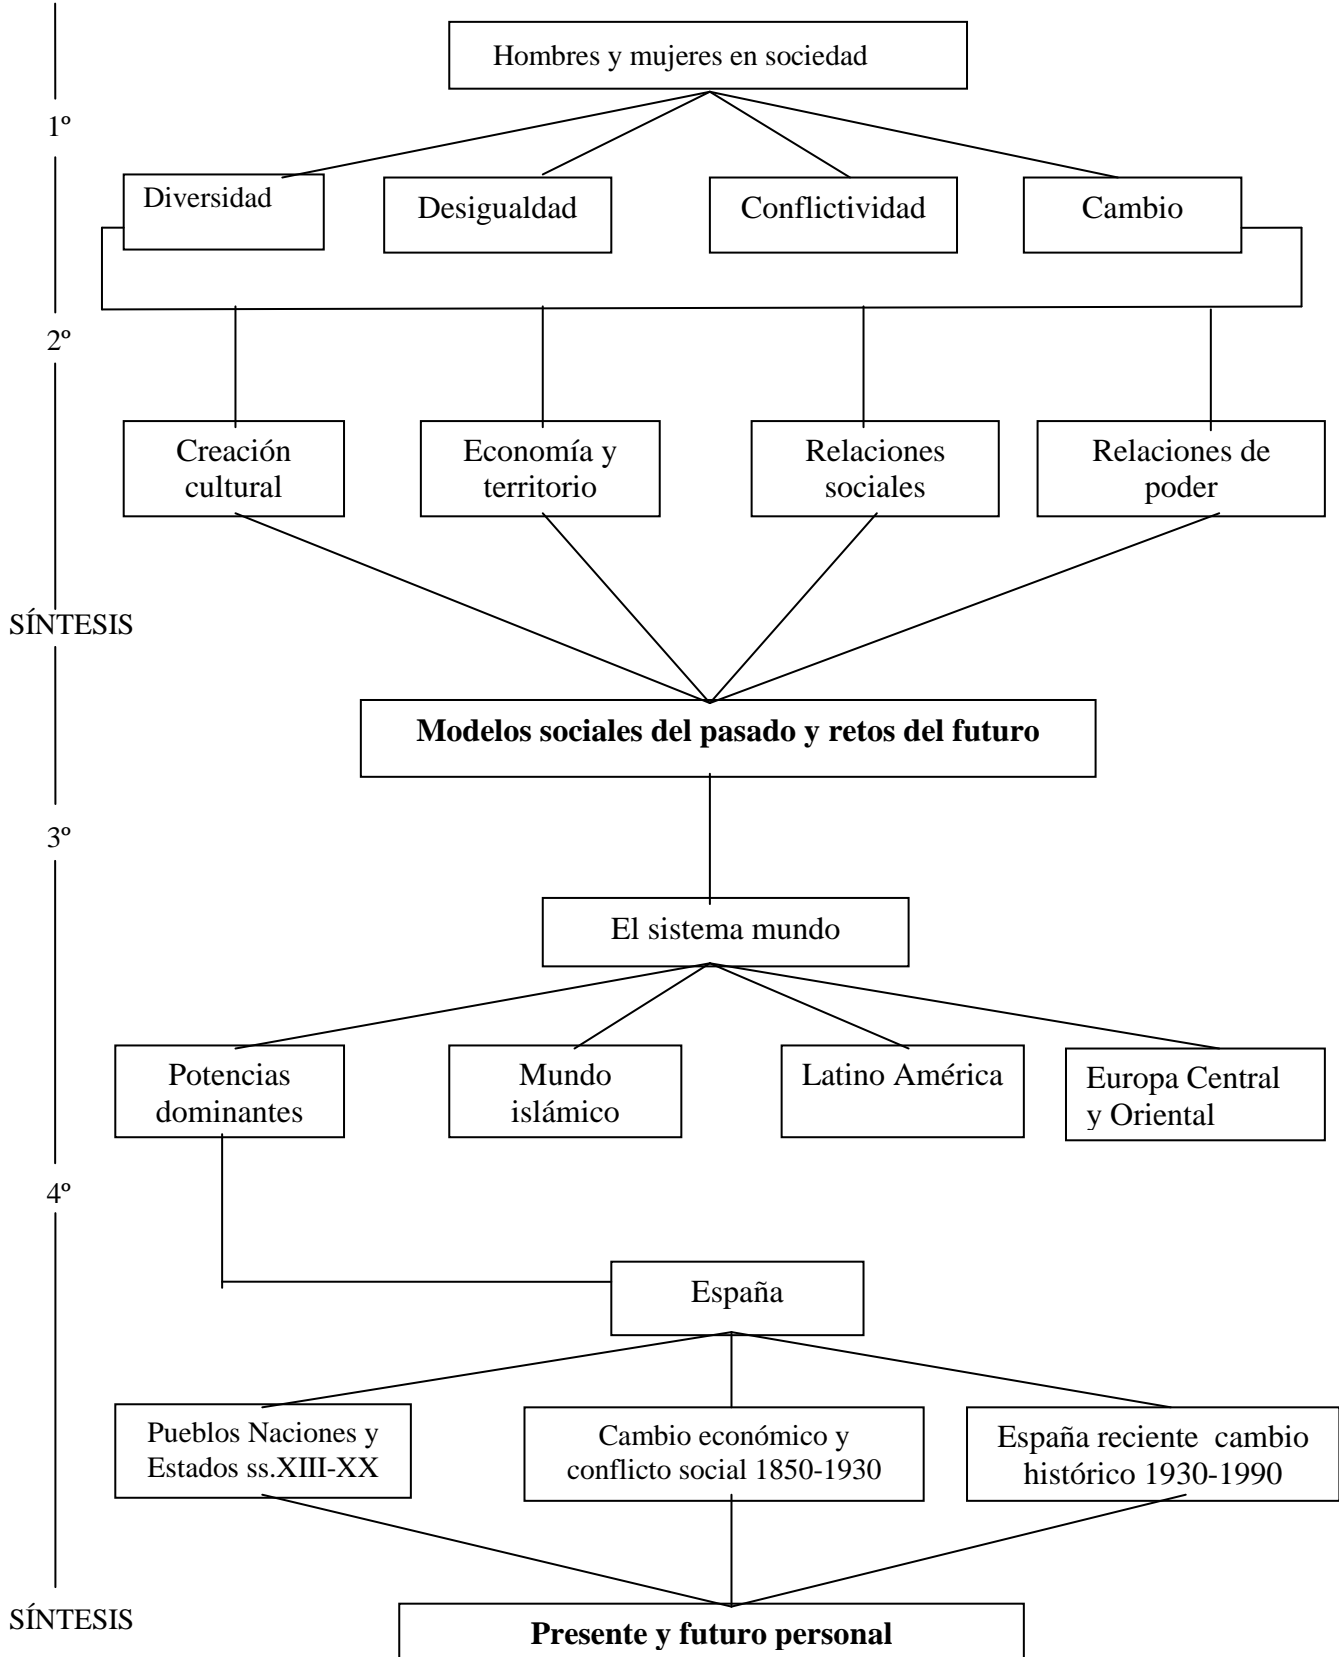 Hombres y mujeres en sociedad
1º
Diversidad
Desigualdad
Conflictividad
Cambio
2º
Creación
cultural
Economía y
territorio
Relaciones
sociales
Relaciones de
poder
SÍNTESIS
Modelos sociales del pasado y retos del futuro
3º
El sistema mundo
Potencias
dominantes
Mundo
islámico
Latino América
Europa Central
y Oriental
4º
España
Pueblos Naciones y
Estados ss.XIII-XX
Cambio económico y
conflicto social 1850-1930
España reciente cambio
histórico 1930-1990
SÍNTESIS
Presente y futuro personal